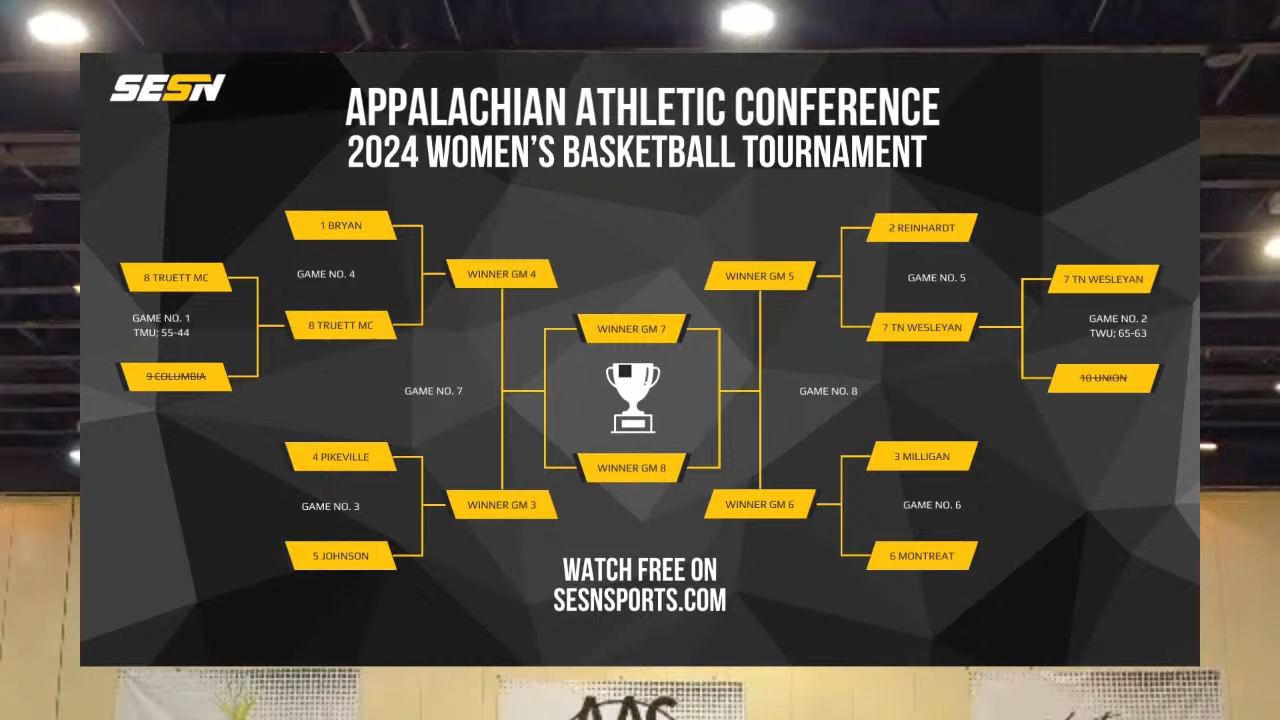 SESN
APPALACHIAN ATHLETIC CONFERENCE
2024 WOMEN'S BASKETBALL TOURNAMENT
1 BRYAN
GAME NO. 4
8 TRUETT MC
GAME NO. 1
TMU; 55-44
9 COLUMBIA
8 TRUETT MC
WINNER GM 4
GAME NO. 7
4 PIKEVILLE
GAME NO. 3
5 JOHNSON
WINNER GM 3
WINNER GM 7
WINNER GM 8
WINNER GM 5
GAME NO. 8
WINNER GM 6
2 REINHARDT
GAME NO. 5
7 TN WESLEYAN
7 TN WESLEYAN
GAME NO. 2
TWU; 65-63
10 UNION
3 MILLIGAN
GAME NO. 6
6 MONTREAT
WATCH FREE ON
SESNSPORTS.COM
AAC